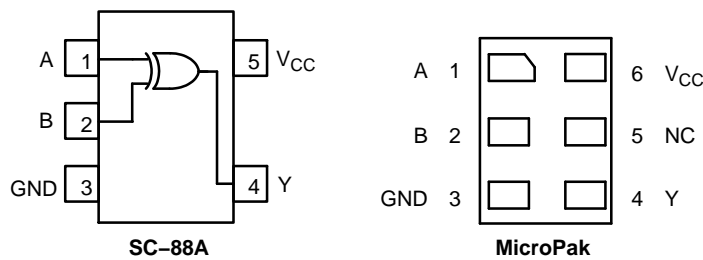 A 1
5 VCC
B 2
GND 3
4 Y
SC−88A
A 1
6 VCC
B 2
5 NC
GND 3
4 Y
MicroPak